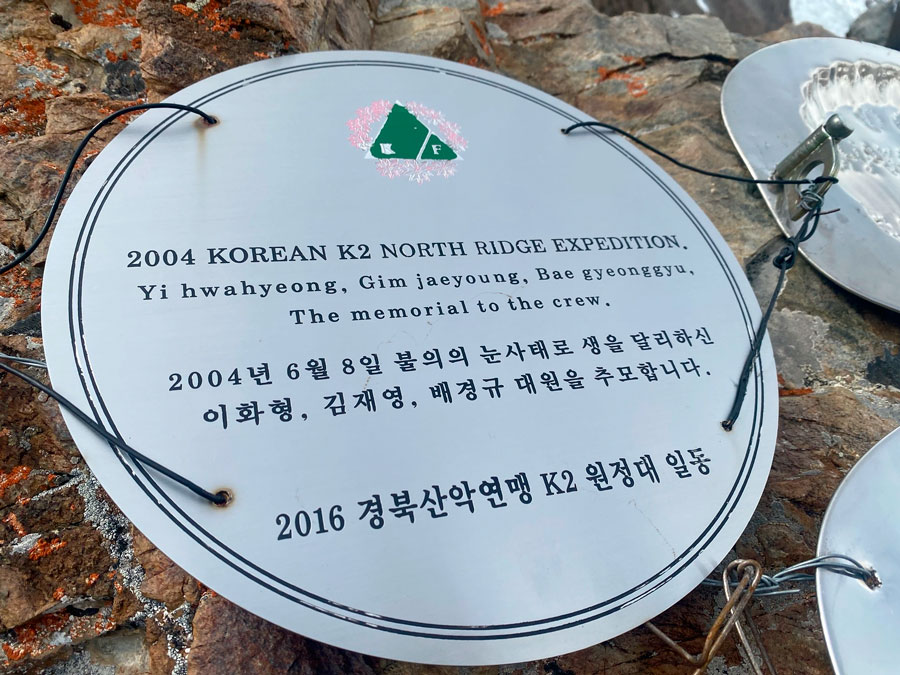 K F
2004 KOREAN K2 NORTH RIDGE EXPEDITION.
Yi hwahyeong, Gim jaeyoung, Bae gyeonggyu,
The memorial to the crew.
2004년 6월 8일 불의의 눈사태로 생을 달리하신
이화형, 김재영, 배경규 대원을 추모합니다.
2016 경북산악연맹 K2 원정대 일동